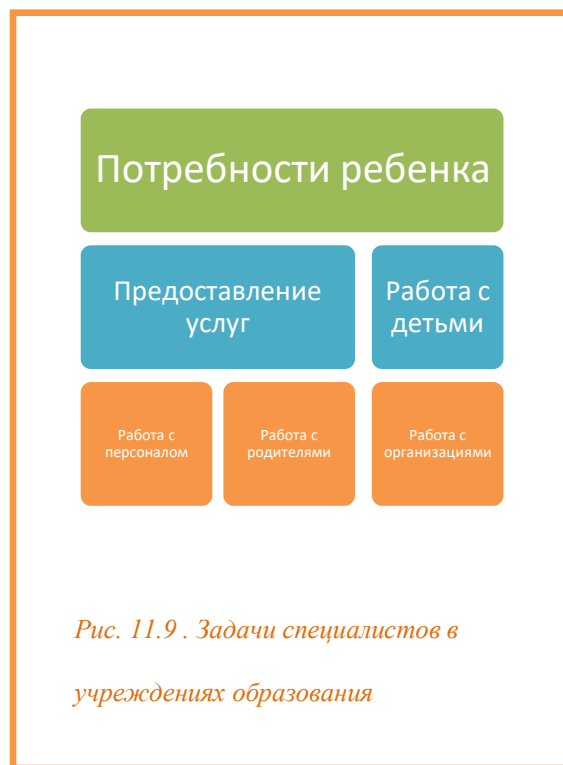 Потребности ребенка
Предоставление
услуг
Работа с
детьми
Работа с
персоналом
Работа с
родителями
Работа с
организациями
Рис. 11.9 . Задачи специалистов в
учреждениях образования